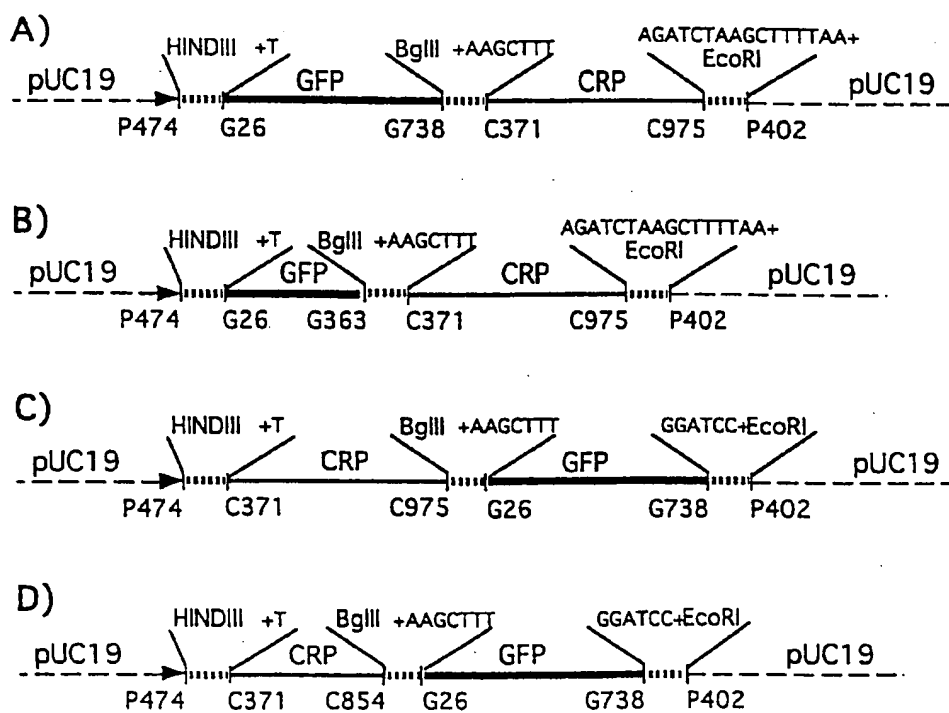 A) HINDIII +T BglII +AAGCTTT AGATCTAAGCTTTTAA+
EcoRI
pUC19 GFP CRP pUC19
P474 G26 G738 C371 C975 P402
B) HINDIII +T BglII +AAGCTTT AGATCTAAGCTTTTAA+
EcoRI
pUC19 GFP CRP pUC19
P474 G26 G363 C371 C975 P402
C) HINDIII +T BglII +AAGCTTT GGATCC+EcoRI
pUC19 CRP GFP pUC19
P474 C371 C975 G26 G738 P402
D) HINDIII +T BglII +AAGCTTT GGATCC+EcoRI
pUC19 CRP GFP pUC19
P474 C371 C854 G26 G738 P402